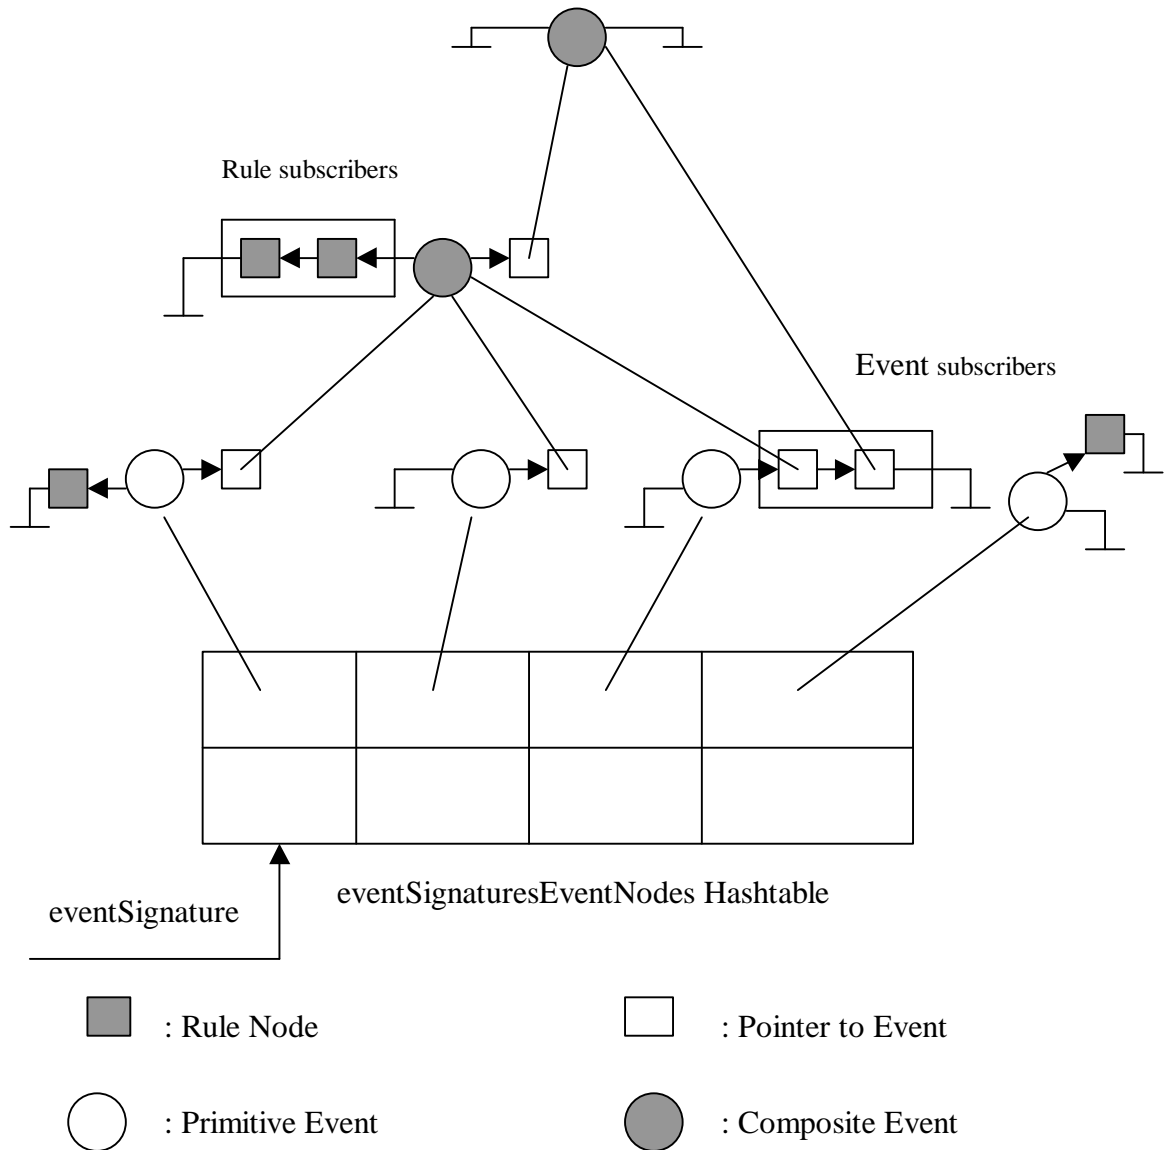 Rule subscribers
Event subscribers
eventSignaturesEventNodes Hashtable
eventSignature
: Rule Node
: Pointer to Event
: Primitive Event
: Composite Event